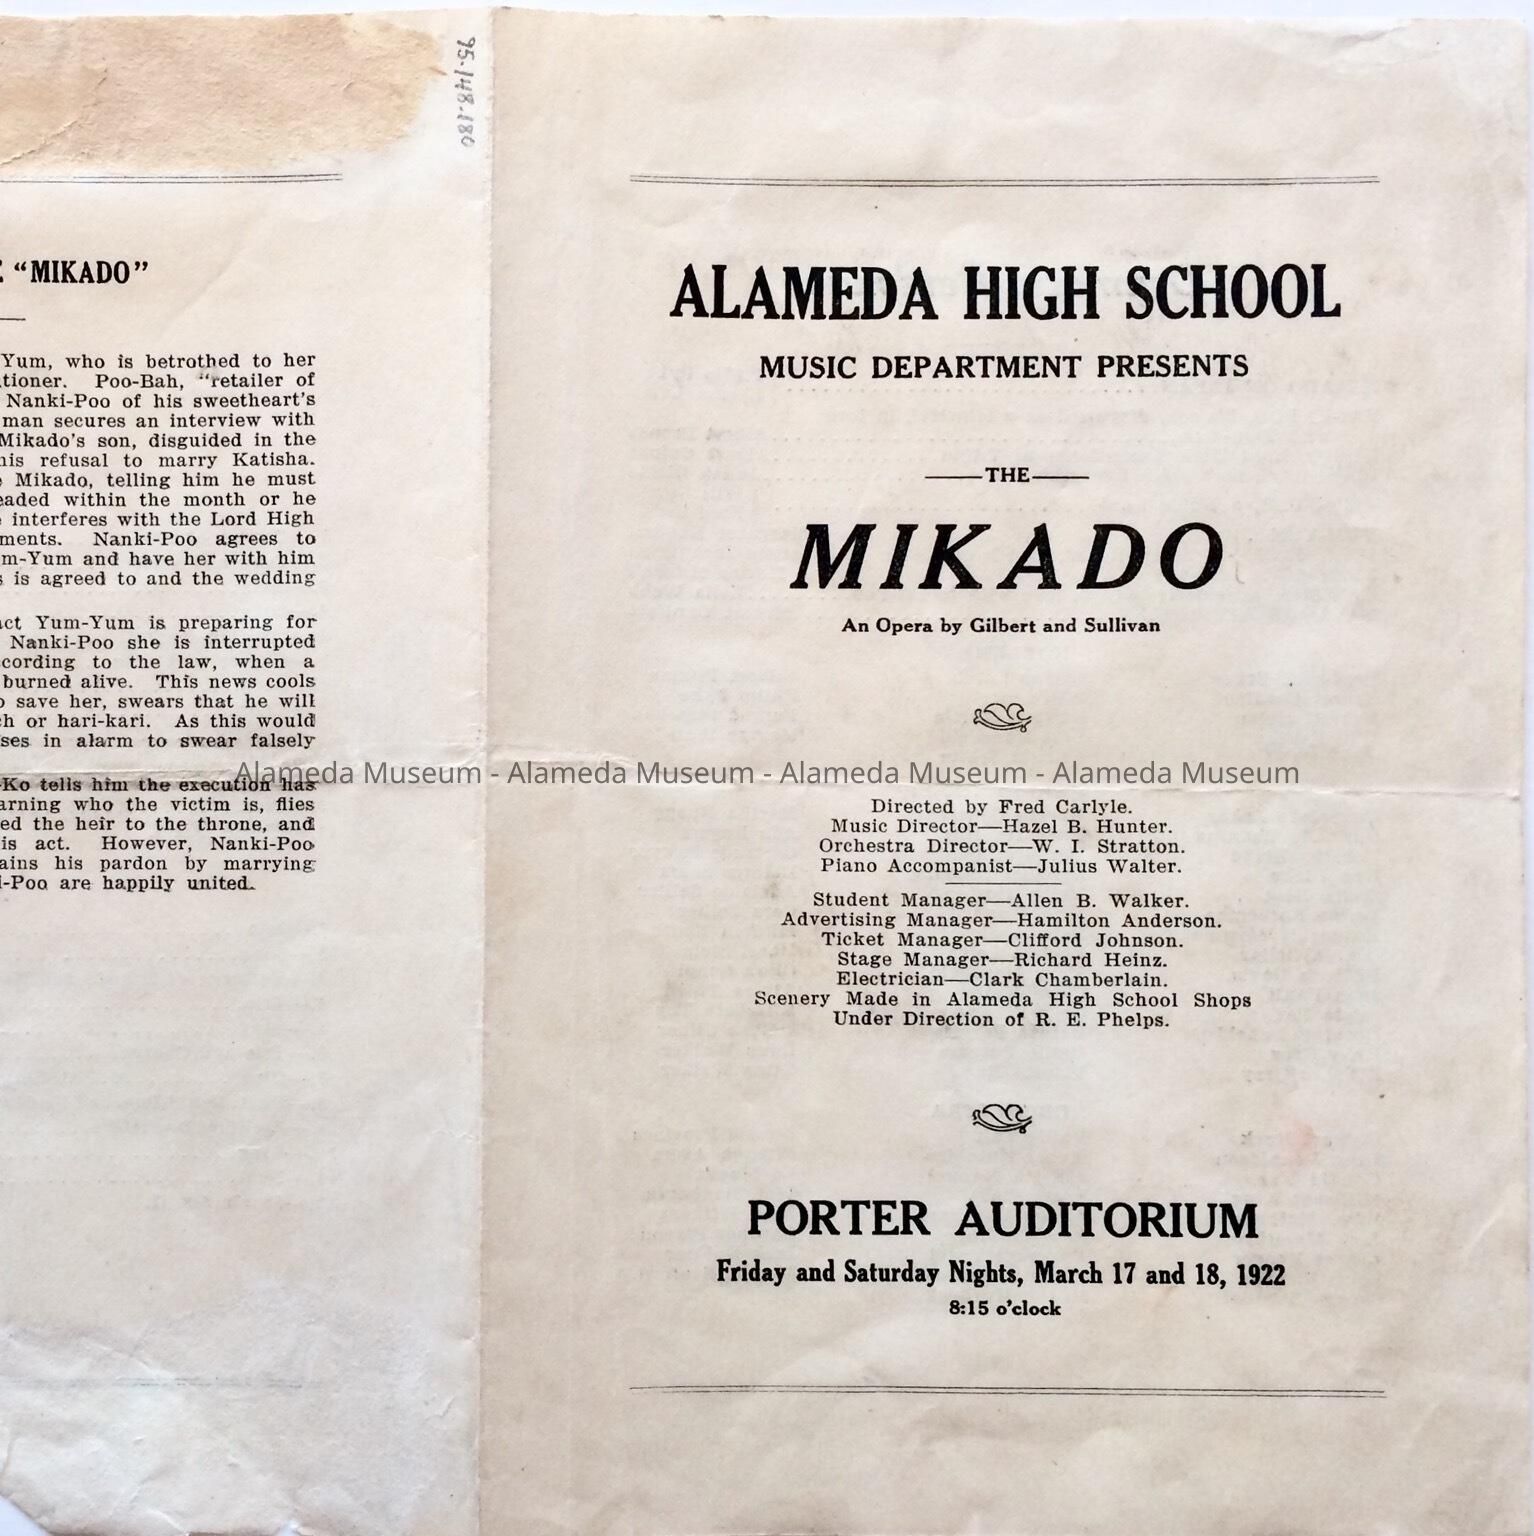 95-148.180
"MIKADO"
Yum, who is betrothed to her
Poo-Bah, "retailer of
Nanki-Poo of his sweetheart's
man secures an interview with
Mikado's son, disguided in the
his refusal to marry Katisha.
Mikado, telling him he must
within the month or he
interferes with the Lord High
Nanki-Poo agrees to
and have her with him
is agreed to and the wedding
Yum-Yum is preparing for
Nanki-Poo she is interrupted
to the law, when a
burned alive. This news cools
save her, swears that he will
or hari-kari. As this would
in alarm to swear falsely
-Ko tells him the execution has
who the victim is, flies
the heir to the throne, and
act. However, Nanki-Poo
his pardon by marrying
-Poo are happily united.
ALAMEDA HIGH SCHOOL
MUSIC DEPARTMENT PRESENTS
—THE—
MIKADO
An Opera by Gilbert and Sullivan
Alameda Museum - Alameda Museum - Alameda Museum - Alameda Museum
Directed by Fred Carlyle.
Music Director—Hazel B. Hunter.
Orchestra Director—W. I. Stratton.
Piano Accompanist—Julius Walter.
Student Manager—Allen B. Walker.
Advertising Manager—Hamilton Anderson.
Ticket Manager—Clifford Johnson.
Stage Manager—Richard Heinz.
Electrician—Clark Chamberlain.
Scenery Made in Alameda High School Shops
Under Direction of R. E. Phelps.
PORTER AUDITORIUM
Friday and Saturday Nights, March 17 and 18, 1922
8:15 o'clock